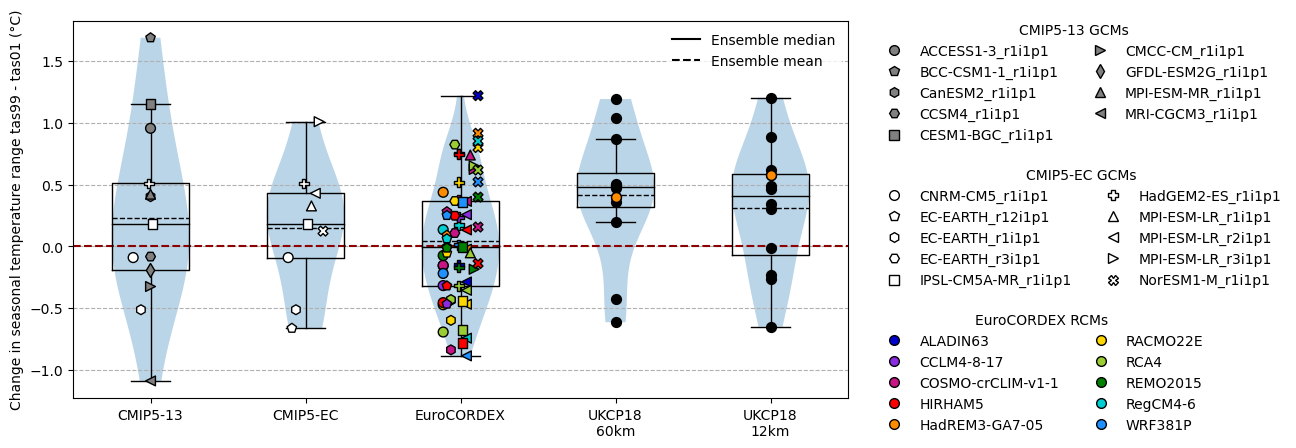 Change in seasonal temperature range tas99 - tas01 (°C)
1.5
1.0
0.5
0.0
−0.5
−1.0
Ensemble median
Ensemble mean
CMIP5-13
CMIP5-EC
EuroCORDEX
UKCP18
60km
UKCP18
12km
CMIP5-13 GCMs
ACCESS1-3_r1i1p1
BCC-CSM1-1_r1i1p1
CanESM2_r1i1p1
CCSM4_r1i1p1
CESM1-BGC_r1i1p1
CMCC-CM_r1i1p1
GFDL-ESM2G_r1i1p1
MPI-ESM-MR_r1i1p1
MRI-CGCM3_r1i1p1
CMIP5-EC GCMs
CNRM-CM5_r1i1p1
EC-EARTH_r12i1p1
EC-EARTH_r1i1p1
EC-EARTH_r3i1p1
IPSL-CM5A-MR_r1i1p1
HadGEM2-ES_r1i1p1
MPI-ESM-LR_r1i1p1
MPI-ESM-LR_r2i1p1
MPI-ESM-LR_r3i1p1
NorESM1-M_r1i1p1
EuroCORDEX RCMs
ALADIN63
CCLM4-8-17
COSMO-crCLIM-v1-1
HIRHAM5
HadREM3-GA7-05
RACMO22E
RCA4
REMO2015
RegCM4-6
WRF381P